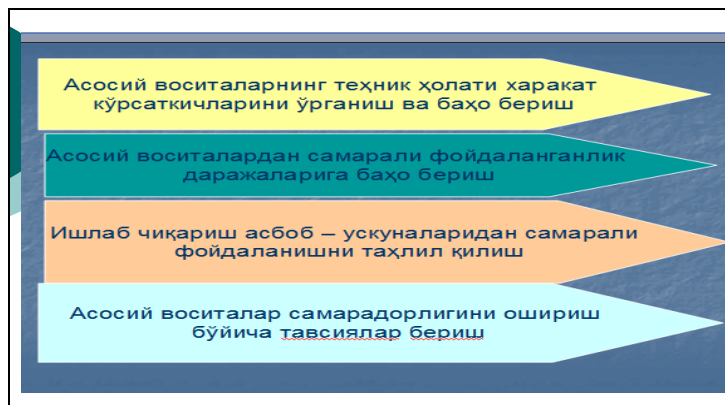 Асосий воситаларнинг техник ҳолати харакат
кўрсаткичларини ўрганиш ва баҳо бериш
Асосий воситалардан самарали фойдаланганлик
даражаларига баҳо бериш
Ишлаб чиқариш асбоб – ускуналаридан самарали
фойдаланишни таҳлил қилиш
Асосий воситалар самарадорлигини ошириш
бўйича тавсиялар бериш